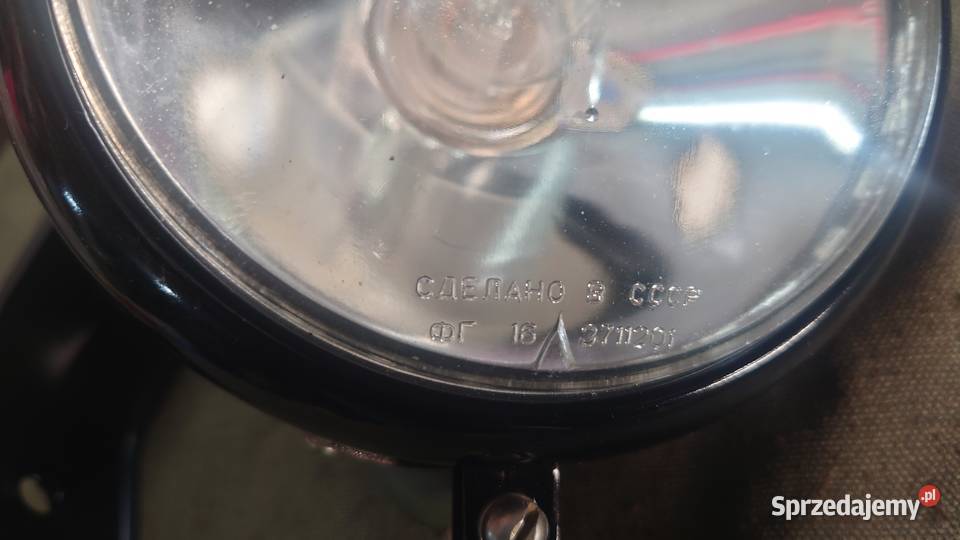 СДЕЛАНО В СССР
ФГ 16 3711201
Sprzedajemy.pl